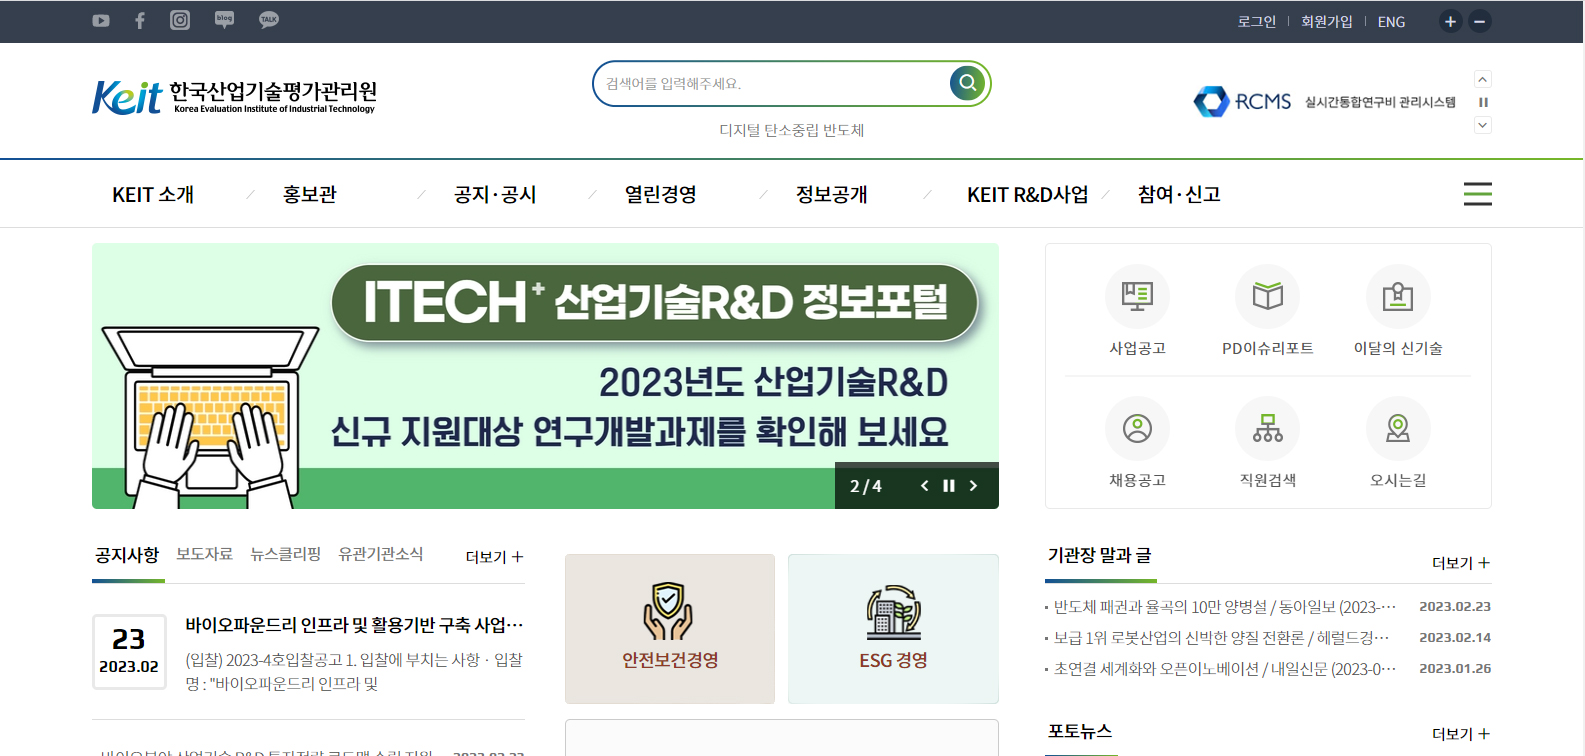 blog
TALK
로그인
회원가입
ENG
Keit 한국산업기술평가관리원
Korea Evaluation Institute of Industrial Technology
검색어를 입력해주세요.
디지털 탄소중립 반도체
RCMS 실시간통합연구비 관리시스템
KEIT 소개
홍보관
공지·공시
열린경영
정보공개
KEIT R&D사업
참여·신고
ITECH+ 산업기술R&D 정보포털
2023년도 산업기술R&D
신규 지원대상 연구개발과제를 확인해 보세요
2/4
사업공고
PD이슈리포트
이달의 신기술
채용공고
직원검색
오시는길
공지사항
보도자료
뉴스클리핑
유관기관소식
더보기 +
23
2023.02
바이오파운드리 인프라 및 활용기반 구축 사업…
(입찰) 2023-4호입찰공고 1. 입찰에 부치는 사항 · 입찰
명 : "바이오파운드리 인프라 및
안전보건경영
ESG 경영
기관장 말과 글
더보기 +
반도체 패권과 율곡의 10만 양병설 / 동아일보 (2023-…
2023.02.23
보급 1위 로봇산업의 신박한 양질 전환론 / 헤럴드경…
2023.02.14
초연결 세계화와 오픈이노베이션 / 내일신문 (2023-0…
2023.01.26
포토뉴스
더보기 +